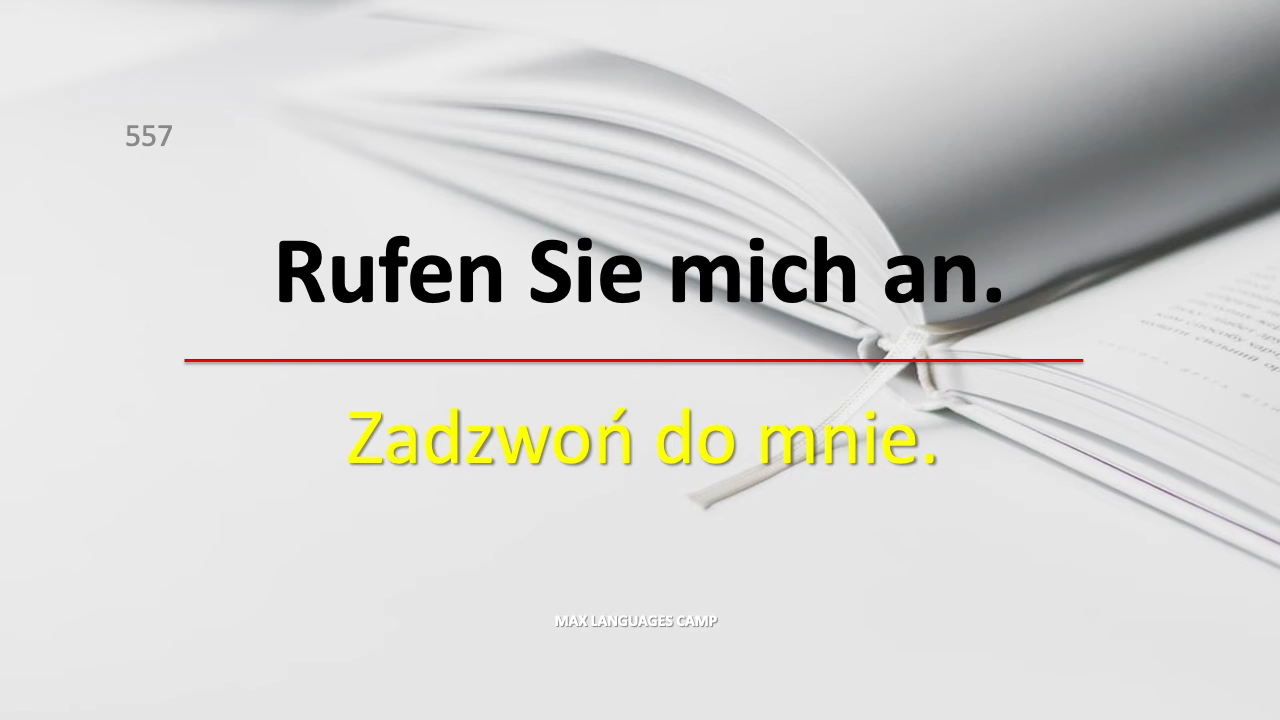 557
Rufen Sie mich an.
Zadzwoń do mnie.
MAX LANGUAGES CAMP